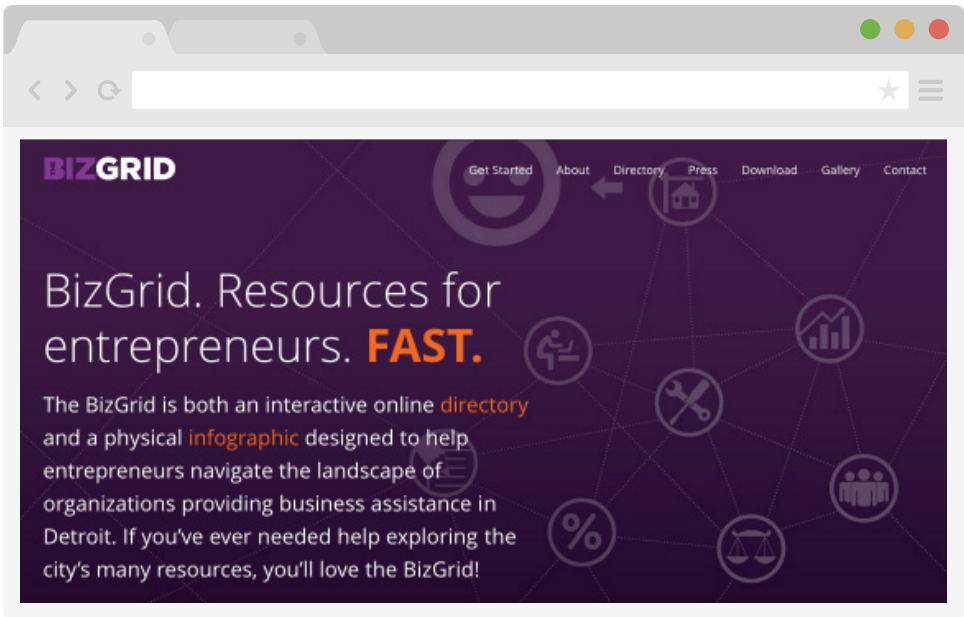 BIZGRID
Get Started About Directory Press Download Gallery Contact
BizGrid. Resources for
entrepreneurs. FAST.
The BizGrid is both an interactive online directory
and a physical infographic designed to help
entrepreneurs navigate the landscape of
organizations providing business assistance in
Detroit. If you’ve ever needed help exploring the
city’s many resources, you’ll love the BizGrid!
%